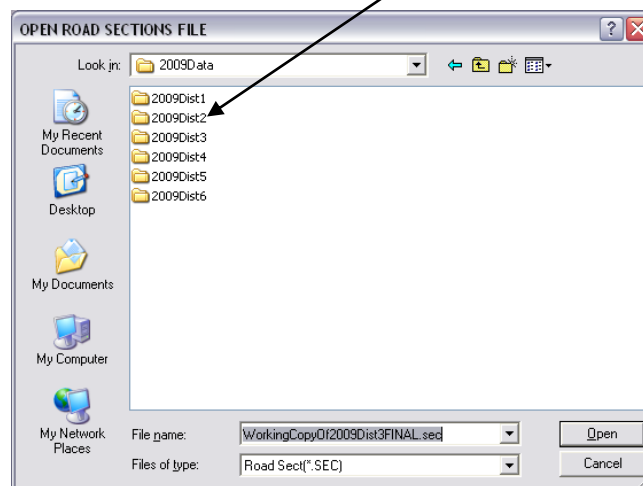 OPEN ROAD SECTIONS FILE
Look in: 2009Data
2009Dist1
2009Dist2
2009Dist3
2009Dist4
2009Dist5
2009Dist6
My Recent
Documents
Desktop
My Documents
My Computer
My Network
Places
File name: WorkingCopyOf2009Dist3FINAL.sec Open
Files of type: Road Sect(*.SEC) Cancel